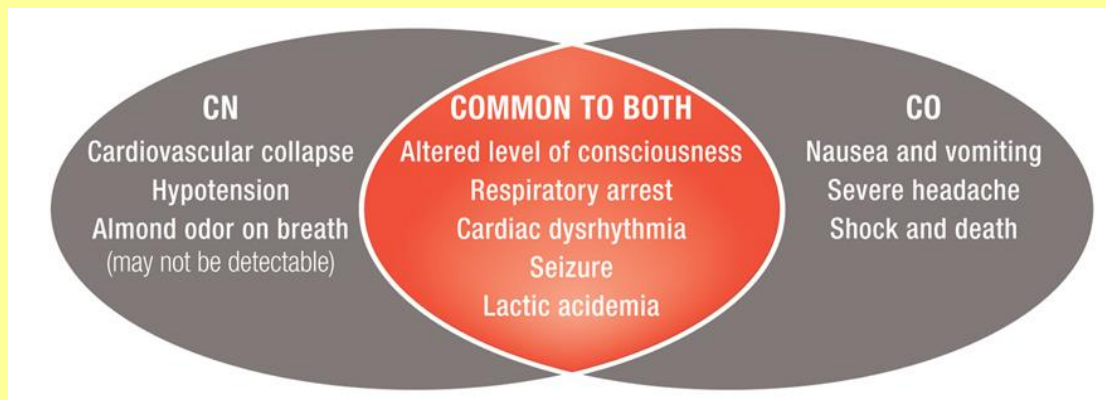 CN
Cardiovascular collapse
Hypotension
Almond odor on breath
(may not be detectable)
COMMON TO BOTH
Altered level of consciousness
Respiratory arrest
Cardiac dysrhythmia
Seizure
Lactic acidemia
CO
Nausea and vomiting
Severe headache
Shock and death